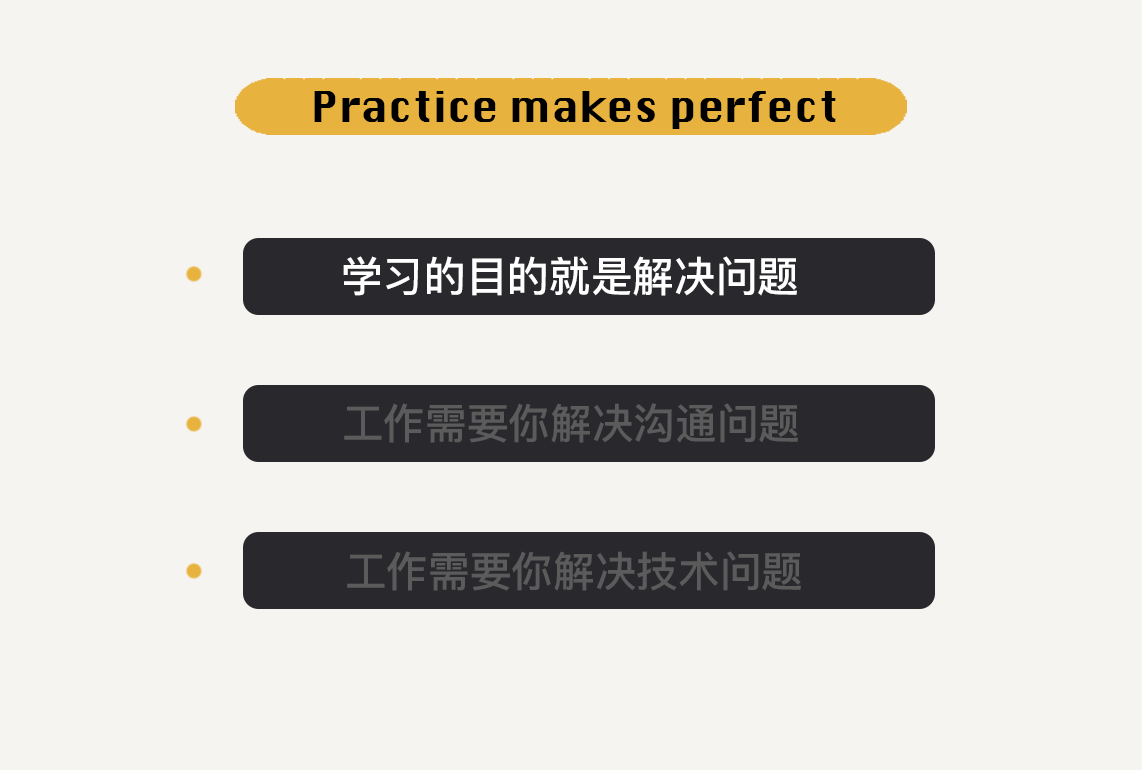 Practice makes perfect
学习的目的就是解决问题
工作需要你解决沟通问题
工作需要你解决技术问题